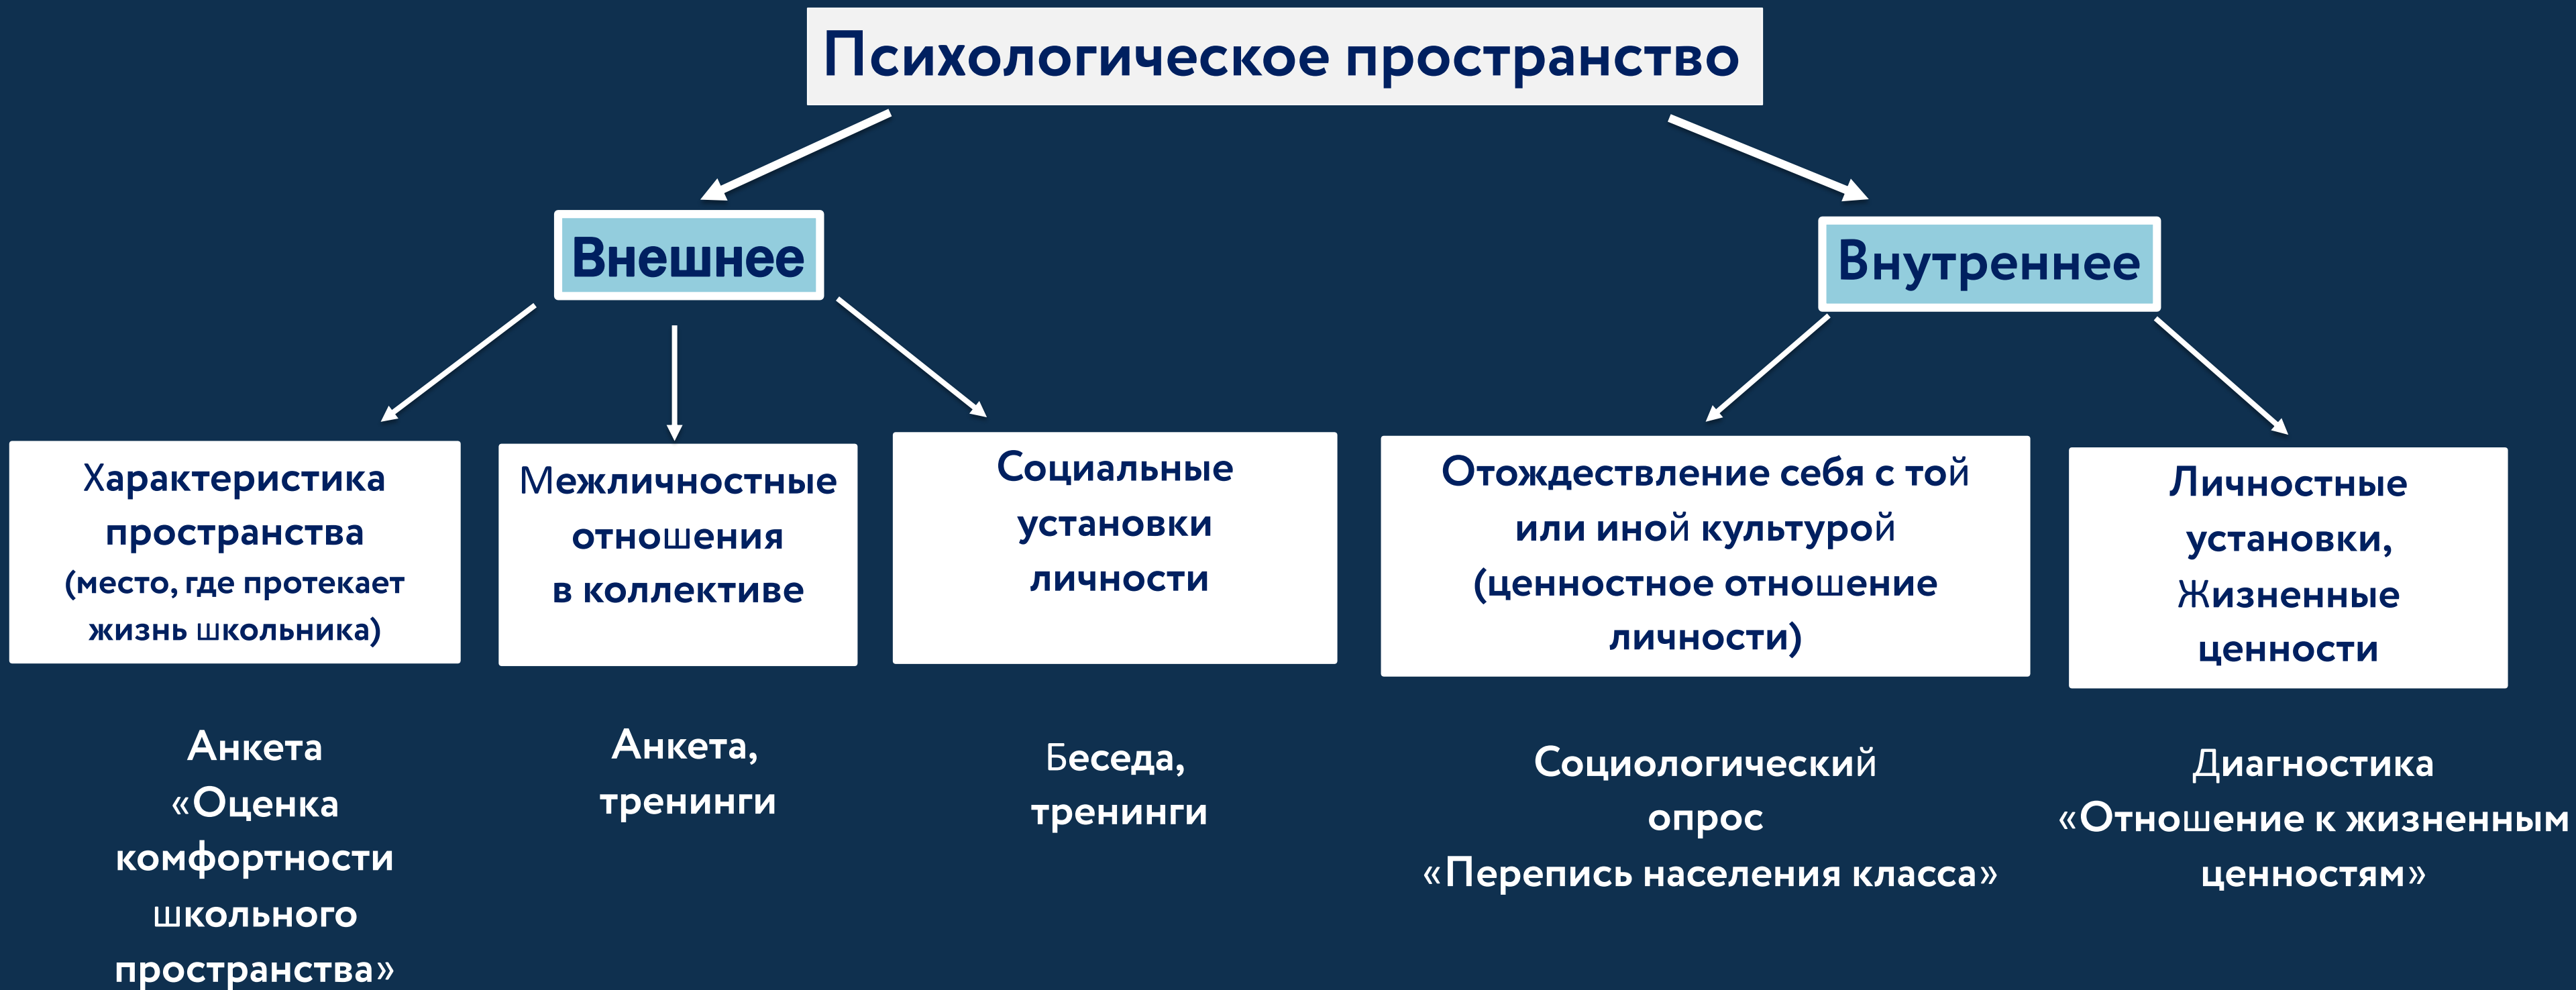 Психологическое пространство
Внешнее
Внутреннее
Характеристика
пространства
(место, где протекает
жизнь школьника)
Межличностные
отношения
в коллективе
Социальные
установки
личности
Отождествление себя с той
или иной культурой
(ценностное отношение
личности)
Личностные
установки,
Жизненные
ценности
Анкета
«Оценка
комфортности
школьного
пространства»
Анкета,
тренинги
Беседа,
тренинги
Социологический
опрос
«Перепись населения класса»
Диагностика
«Отношение к жизненным
ценностям»